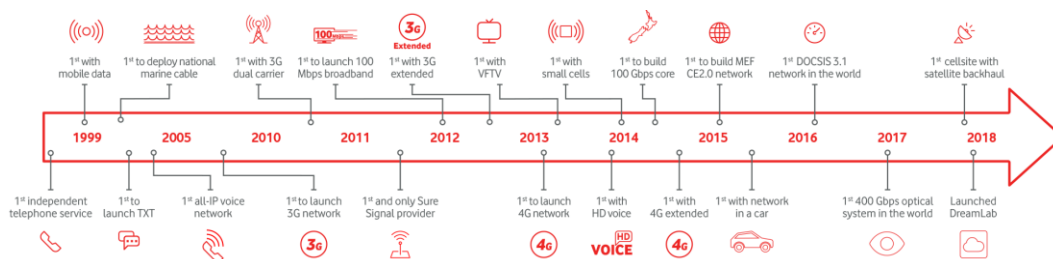 100 Mbps
3G
Extended
1st with
mobile data
1st to deploy national
marine cable
1st with 3G
dual carrier
1st to launch 100
Mbps broadband
1st with 3G
extended
1st with
VFTV
1st with
small cells
1st to build
100 Gbps core
1st to build MEF
CE2.0 network
1st DOCSIS 3.1
network in the world
1st cellsite with
satellite backhaul
1999 2005 2010 2011 2012 2013 2014 2015 2016 2017 2018
1st independent
telephone service
1st to
launch TXT
1st all-IP voice
network
1st to launch
3G network
1st and only Sure
Signal provider
1st to launch
4G network
1st with
HD voice
1st with
4G extended
1st with network
in a car
1st 400 Gbps optical
system in the world
Launched
DreamLab
3G
4G
HD
VOICE
4G